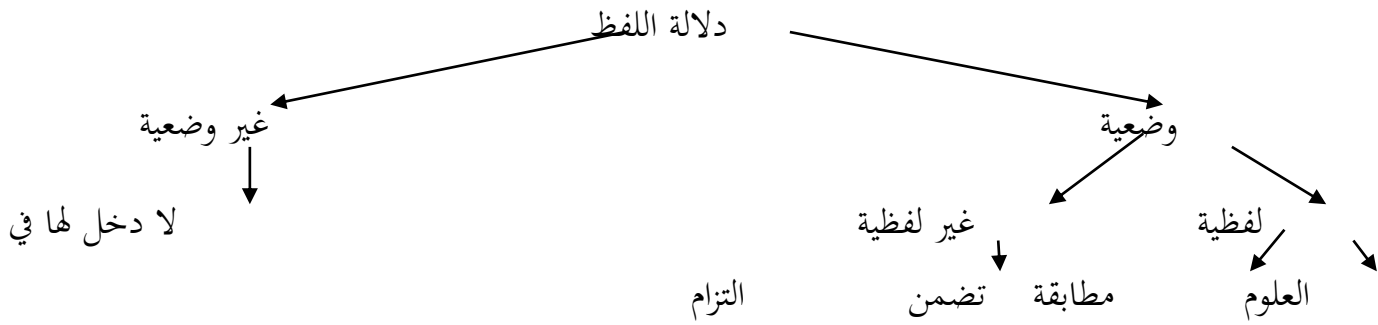 دلالة اللفظ
وضعية غير وضعية
لفظية غير لفظية لا دخل لها في
العلوم مطابقة تضمن التزام